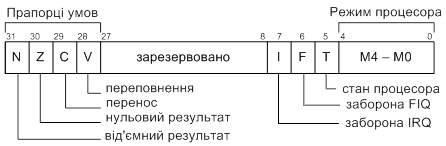 Прапорці умов Режим процесора
31 30 29 28 27 8 7 6 5 4 0
N Z C V зарезервовано I F T M4 – M0
переповнення стан процесора
перенос заборона FIQ
нульовий результат заборона IRQ
від'ємний результат